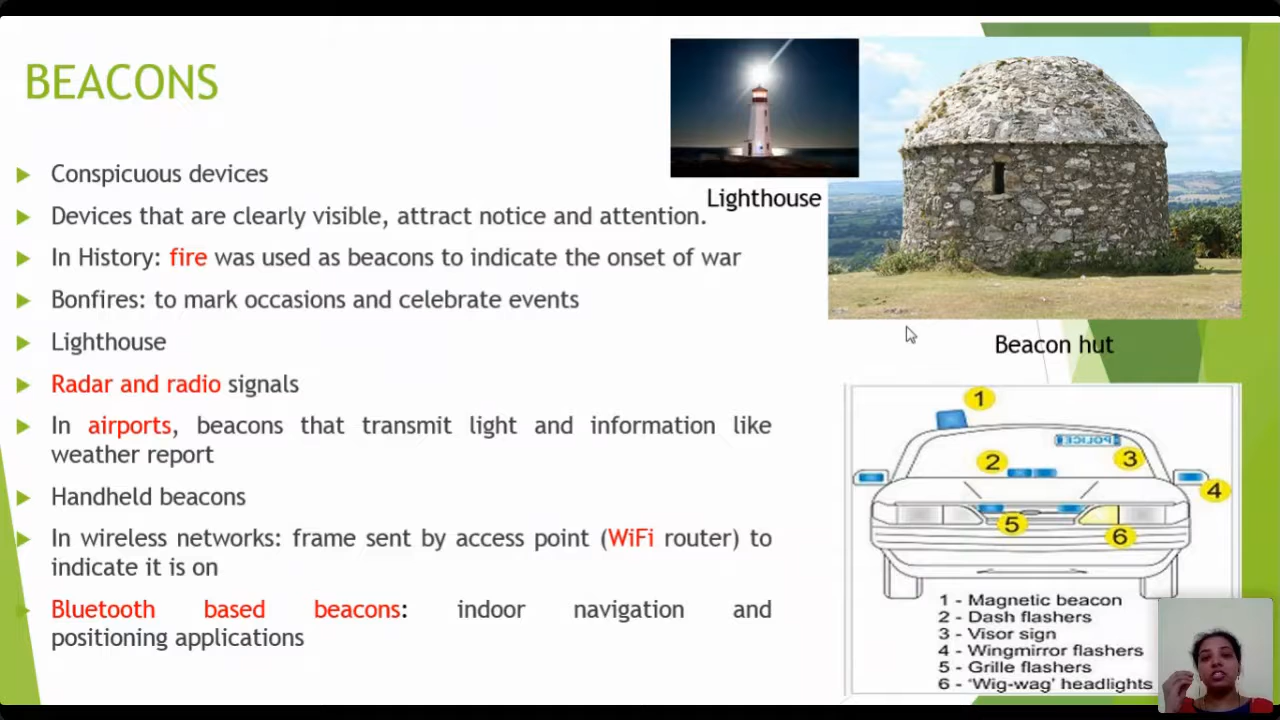 BEACONS
Conspicuous devices
Devices that are clearly visible, attract notice and attention.
In History: fire was used as beacons to indicate the onset of war
Bonfires: to mark occasions and celebrate events
Lighthouse
Radar and radio signals
In airports, beacons that transmit light and information like
weather report
Handheld beacons
In wireless networks: frame sent by access point (WiFi router) to
indicate it is on
Bluetooth based beacons: indoor navigation and
positioning applications
Lighthouse
Beacon hut
1
POLICE
2
3
4
5
6
1 - Magnetic beacon
2 - Dash flashers
3 - Visor sign
4 - Wingmirror flashers
5 - Grille flashers
6 - 'Wig-wag' headlights